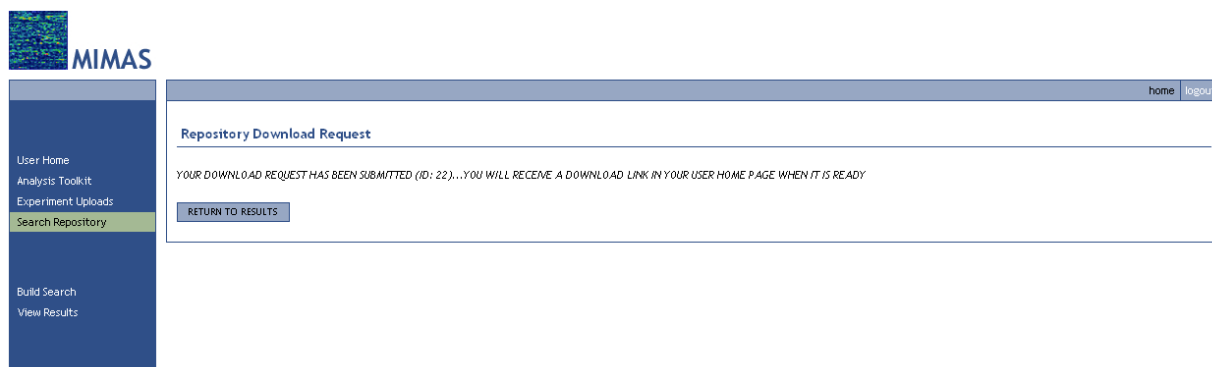 MIMAS
home logou
Repository Download Request
User Home
Analysis Toolkit
Experiment Uploads
Search Repository
YOUR DOWNLOAD REQUEST HAS BEEN SUBMITTED (ID: 22)...YOU WILL RECEIVE A DOWNLOAD LINK IN YOUR USER HOME PAGE WHEN IT IS READY
RETURN TO RESULTS
Build Search
View Results